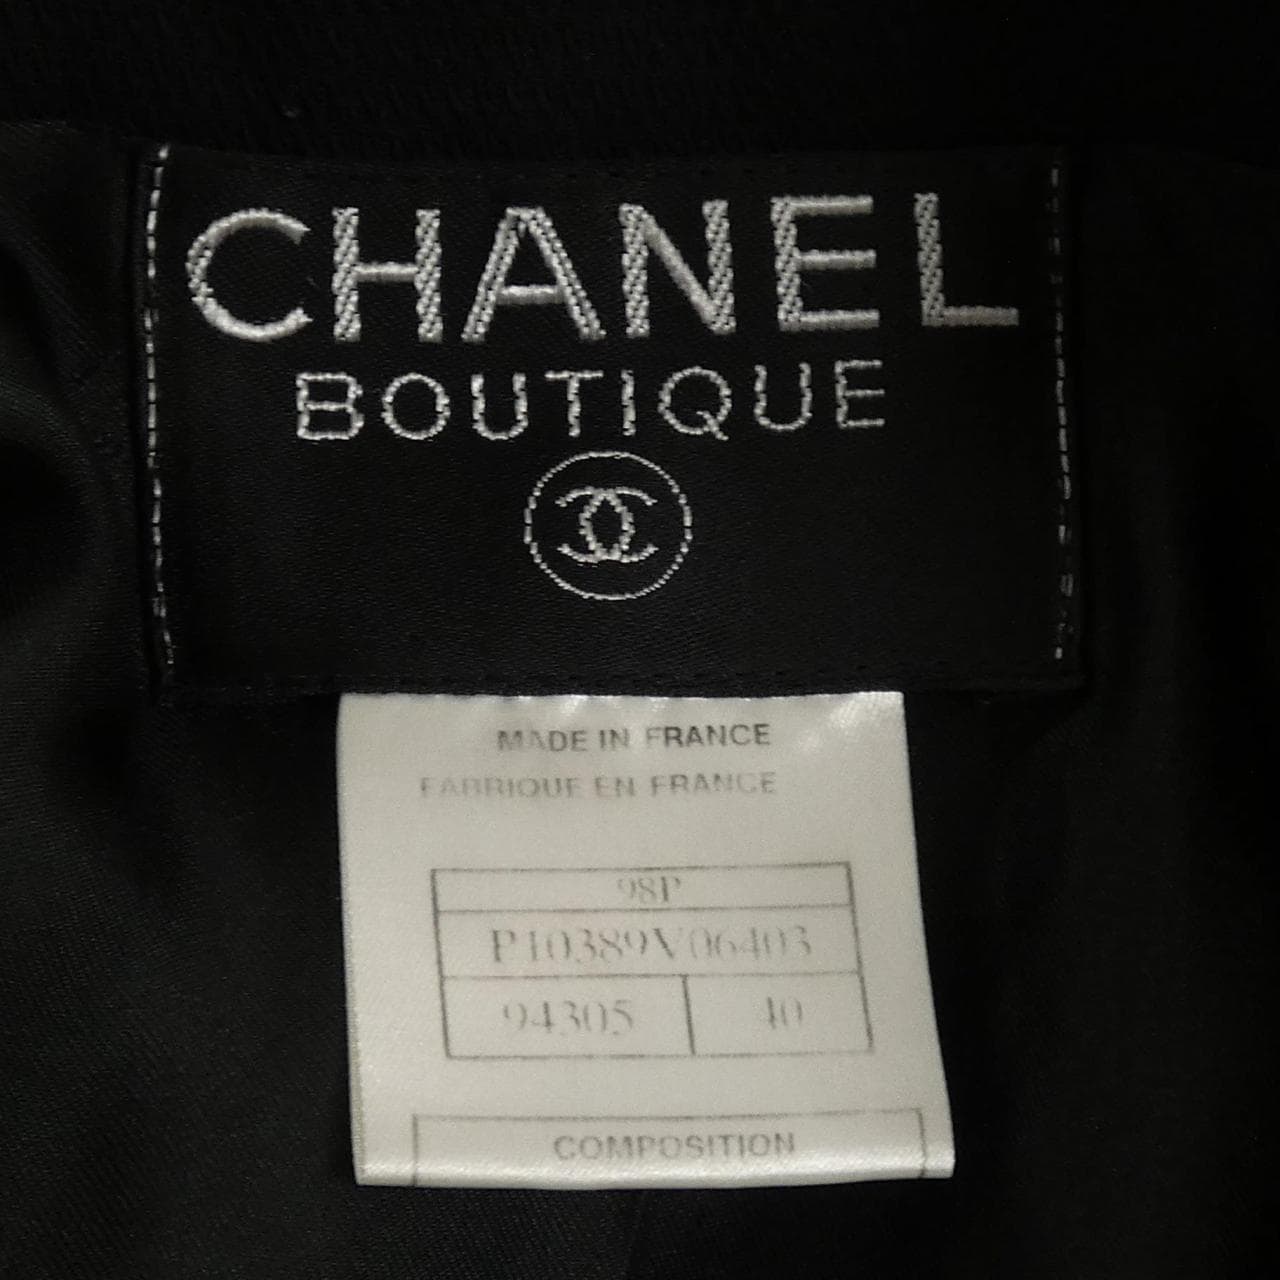 CHANEL
BOUTIQUE
MADE IN FRANCE
FABRIQUE EN FRANCE
98P
P10389V06403
94305 40
COMPOSITION